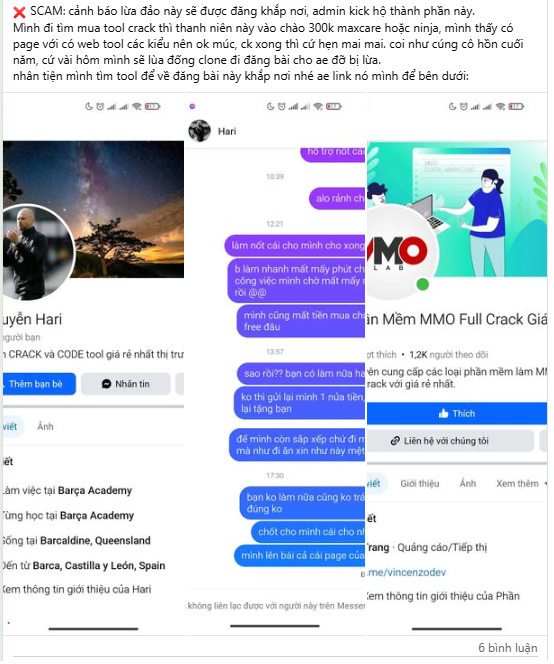 ❌ SCAM: cảnh báo lừa đảo này sẽ được đăng khắp nơi, admin kick hộ thành phần này.
Mình đi tìm mua tool crack thì thanh niên này vào chào 300k maxcare hoặc ninja, mình thấy có
page với có web tool các kiểu nên ok múc, ck xong thì cứ hẹn mai mai. coi như cúng cô hồn cuối
năm, cứ vài hôm mình sẽ lùa đống clone đi đăng bài cho ae đỡ bị lừa.
nhân tiện mình tìm tool để về đăng bài này khắp nơi nhé ae link nó mình để bên dưới:
uyễn Hari
người bạn
n CRACK và CODE tool giá rẻ nhất thị trư
Thêm bạn bè
Nhắn tin
viết
Ảnh
iết
Làm việc tại Barça Academy
Từng học tại Barça Academy
Sống tại Barcaldine, Queensland
Đến từ Barca, Castilla y León, Spain
Xem thông tin giới thiệu của Hari
Hari
hỗ trợ nốt cái
10:39
alo rảnh ch
12:21
làm nốt cái cho mình cho xong
b làm nhanh mất mấy phút ch
công việc mình chờ mất mấy n
rồi @@
mình cũng mất tiền mua chứ
free đâu
13:57
sao rồi?? bạn có làm nữa ha
ko thì gửi lại mình 1 nửa tiền,
lại tặng bạn
để mình còn sắp xếp chứ đi m
mà như đi ăn xin như này mệt
17:30
bạn ko làm nữa cũng ko trả
đúng ko
chốt cho mình cái cho nh
mình lên bài cả cái page của
không liên lạc được với người này trên Messen
MMO
LAB
ần Mềm MMO Full Crack Giá
ợt thích • 1,2K người theo dõi
yên cung cấp các loại phần mềm làm MM
rack với giá rẻ nhất.
Thích
Liên hệ với chúng tôi
viết
Giới thiệu
Ảnh
Xem thêm
iết
Trang · Quảng cáo/Tiếp thị
.me/vincenzodev
Xem thông tin giới thiệu của Phần
6 bình luận